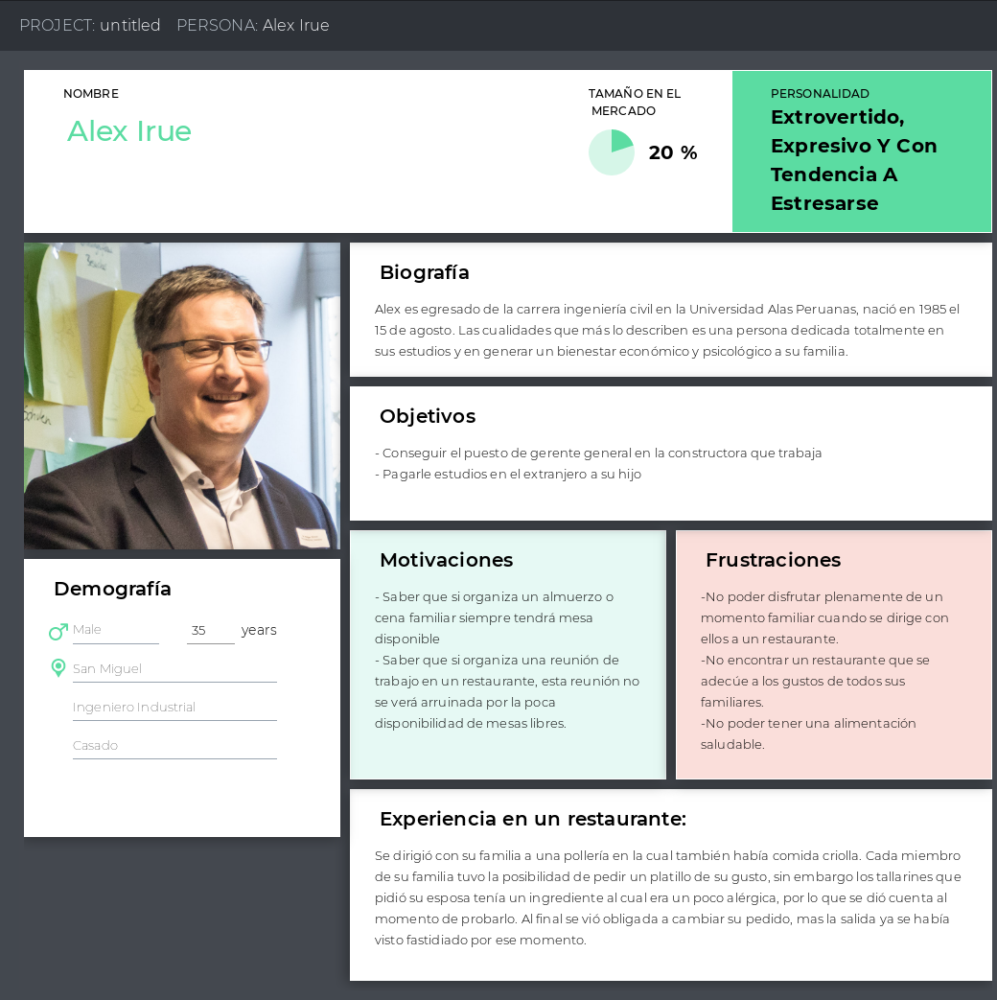 PROJECT: untitled PERSONA: Alex Irue
NOMBRE
Alex Irue
TAMAÑO EN EL
MERCADO
20 %
PERSONALIDAD
Extrovertido,
Expresivo Y Con
Tendencia A
Estresarse
Biografía
Alex es egresado de la carrera ingeniería civil en la Universidad Alas Peruanas, nació en 1985 el
15 de agosto. Las cualidades que más lo describen es una persona dedicada totalmente en
sus estudios y en generar un bienestar económico y psicológico a su familia.
Objetivos
- Conseguir el puesto de gerente general en la constructora que trabaja
- Pagarle estudios en el extranjero a su hijo
Demografía
Male 35 years
San Miguel
Ingeniero Industrial
Casado
Motivaciones
- Saber que si organiza un almuerzo o
cena familiar siempre tendrá mesa
disponible
- Saber que si organiza una reunión de
trabajo en un restaurante, esta reunión no
se verá arruinada por la poca
disponibilidad de mesas libres.
Frustraciones
-No poder disfrutar plenamente de un
momento familiar cuando se dirige con
ellos a un restaurante.
-No encontrar un restaurante que se
adecúe a los gustos de todos sus
familiares.
-No poder tener una alimentación
saludable.
Experiencia en un restaurante:
Se dirigió con su familia a una pollería en la cual también había comida criolla. Cada miembro
de su familia tuvo la posibilidad de pedir un platillo de su gusto, sin embargo los tallarines que
pidió su esposa tenía un ingrediente al cual era un poco alérgica, por lo que se dió cuenta al
momento de probarlo. Al final se vió obligada a cambiar su pedido, mas la salida ya se había
visto fastidiado por ese momento.